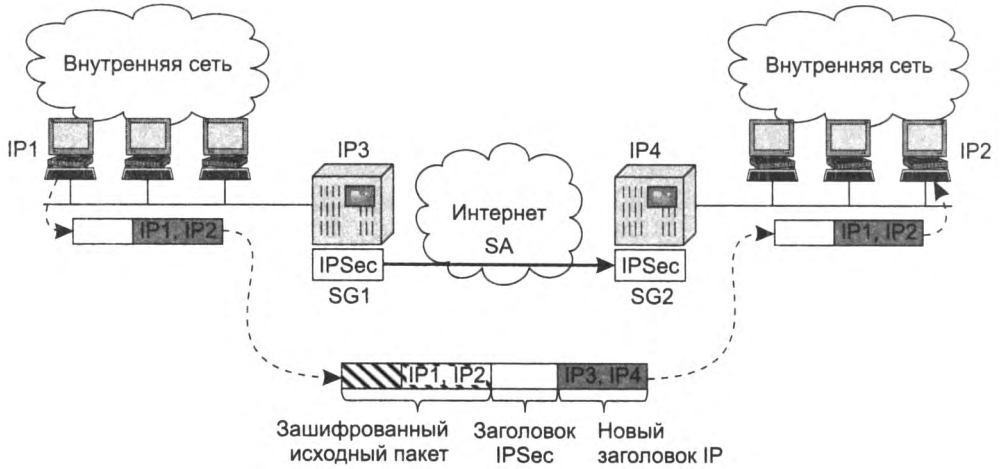 Внутренняя сеть
Внутренняя сеть
IP1
IP3
IP4
IP2
Интернет
SA
IP1, IP2
IP1, IP2
IPSec
IPSec
SG1
SG2
IP1, IP2
IP3, IP4
Зашифрованный
исходный пакет
Заголовок
IPSec
Новый
заголовок IP